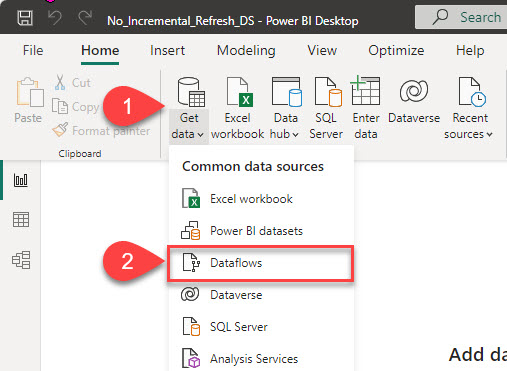 No_Incremental_Refresh_DS - Power BI Desktop
Search
File Home Insert Modeling View Optimize Help Ex
Paste
Cut
Copy
Format painter
Clipboard
1
Get data
Excel workbook
Data hub
SQL Server
Enter data
Dataverse
Recent sources
Common data sources
Excel workbook
Power BI datasets
2
Dataflows
Dataverse
SQL Server
Analysis Services
Add da